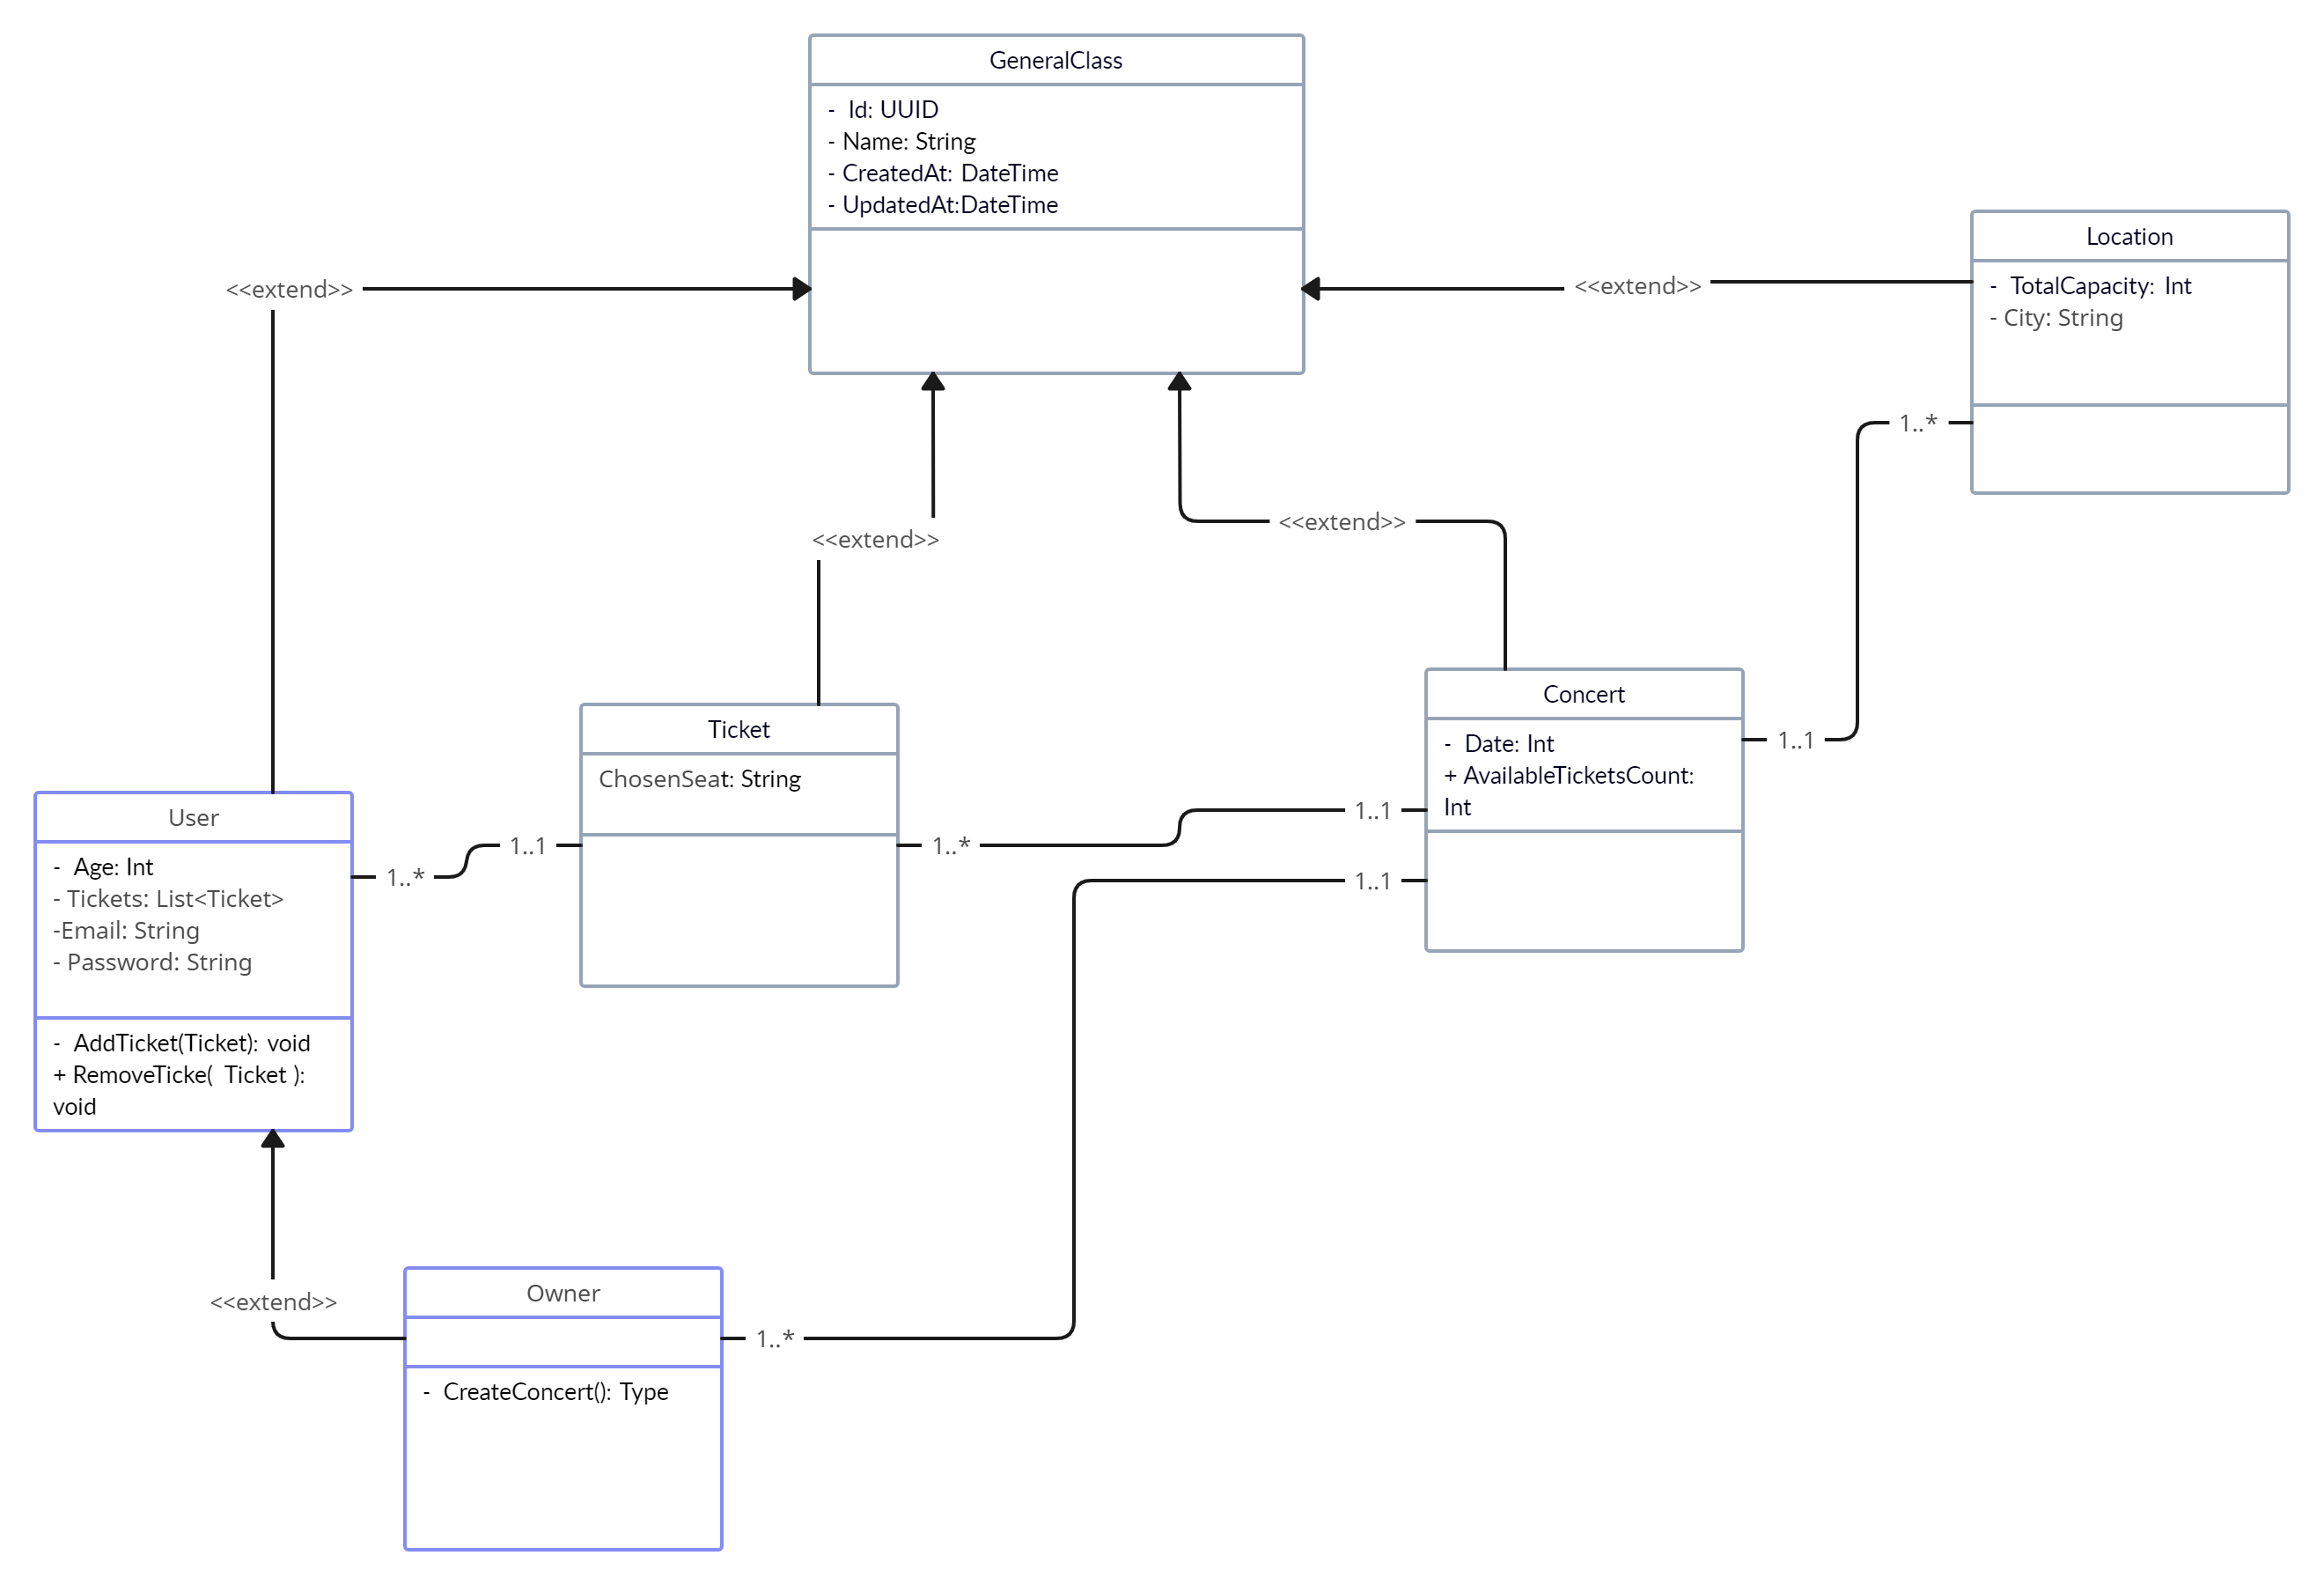 GeneralClass
- Id: UUID
- Name: String
- CreatedAt: DateTime
- UpdatedAt:DateTime
Location
- TotalCapacity: Int
- City: String
<<extend>>
<<extend>>
1..*
<<extend>>
<<extend>>
Concert
- Date: Int
+ AvailableTicketsCount:
Int
1..1
Ticket
ChosenSeat: String
User
- Age: Int
- Tickets: List<Ticket>
-Email: String
- Password: String
- AddTicket(Ticket): void
+ RemoveTicke( Ticket ):
void
1..*
1..1
1..*
1..1
1..1
<<extend>>
Owner
- CreateConcert(): Type
1..*